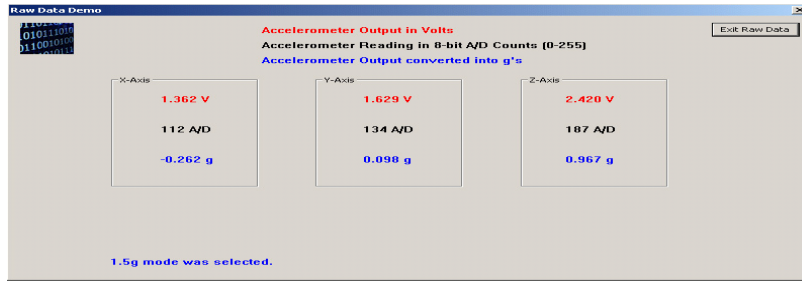 Raw Data Demo
Accelerometer Output in Volts
Exit Raw Data
Accelerometer Reading in 8-bit A/D Counts (0-255)
Accelerometer Output converted into g's
X-Axis
1.362 V
112 A/D
-0.262 g
Y-Axis
1.629 V
134 A/D
0.098 g
Z-Axis
2.420 V
187 A/D
0.967 g
1.5g mode was selected.